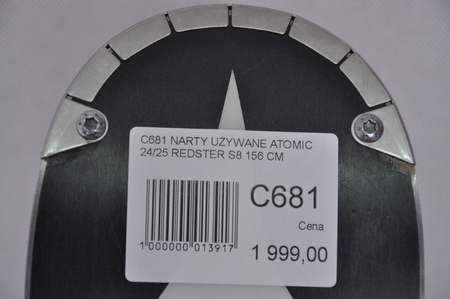 C681 NARTY UŻYWANE ATOMIC
24/25 REDSTER S8 156 CM
C681
Cena
1 000000 013917
1 999,00